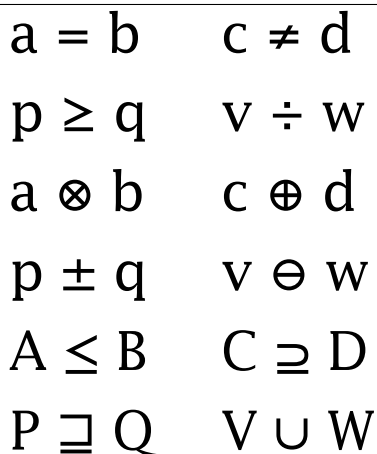 a = b c ≠ d
p ≥ q v ÷ w
a ⊗ b c ⊕ d
p ± q v ⊖ w
A ≤ B C ⊇ D
P ⊒ Q V ∪ W